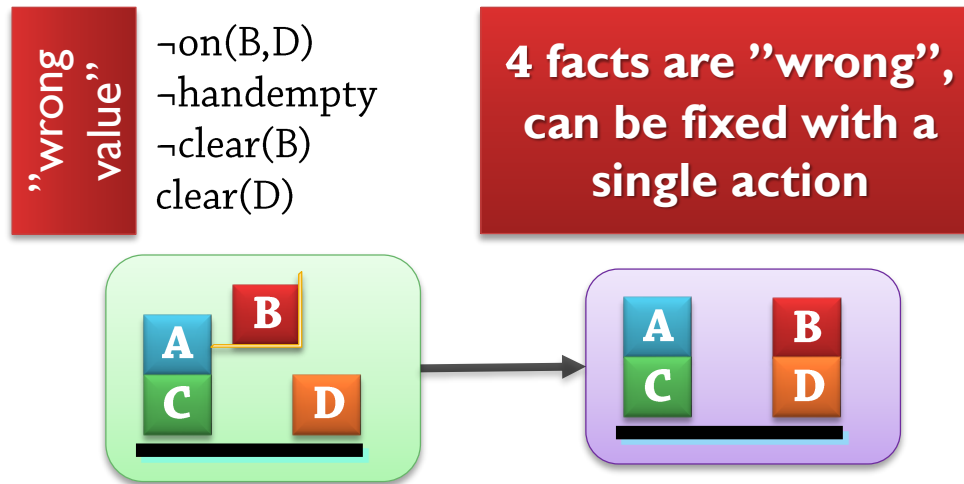 ”wrong
value”
¬on(B,D)
¬handempty
¬clear(B)
clear(D)
4 facts are ”wrong”,
can be fixed with a
single action
B
A
C
D
A
B
C
D